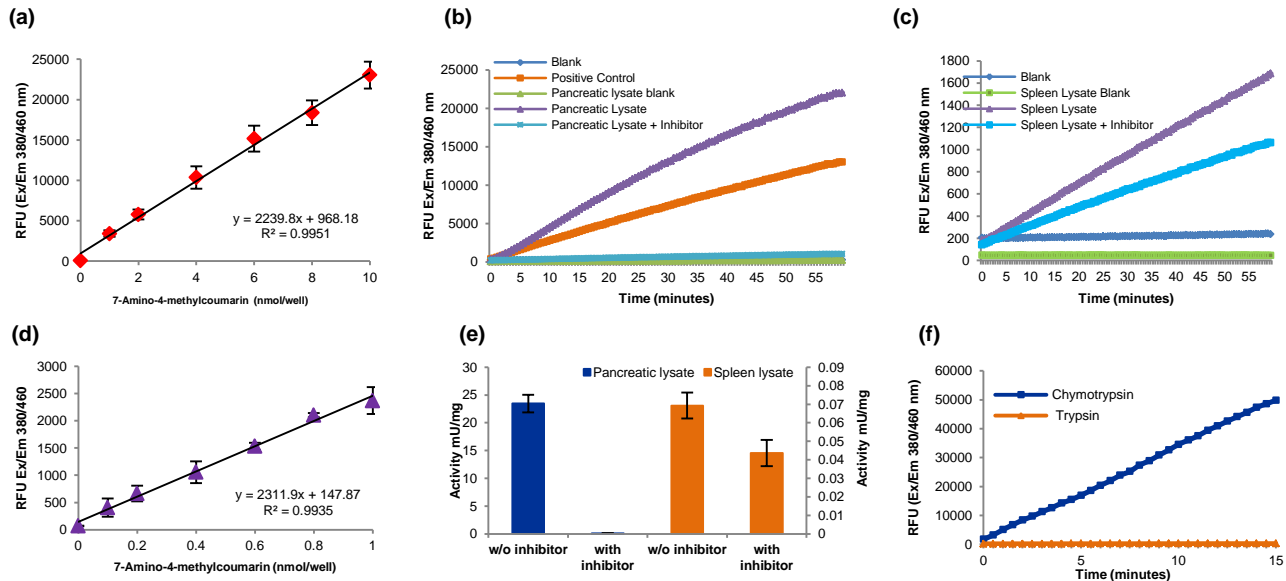 (a)
RFU (Ex/Em 380/460 nm)
25000
20000
15000
10000
5000
0
y = 2239.8x + 968.18
R² = 0.9951
0 2 4 6 8 10
7-Amino-4-methylcoumarin (nmol/well)
(b)
RFU Ex/Em 380/460 nm
Blank
Positive Control
Pancreatic lysate blank
Pancreatic Lysate
Pancreatic Lysate + Inhibitor
25000
20000
15000
10000
5000
0
0 5 10 15 20 25 30 35 40 45 50 55
Time (minutes)
(c)
RFU Ex/Em 380/460 nm
1800
1600
1400
1200
1000
800
600
400
200
0
Blank
Spleen Lysate Blank
Spleen Lysate
Spleen Lysate + Inhibitor
0 5 10 15 20 25 30 35 40 45 50 55
Time (minutes)
(d)
RFU Ex/Em 380/460
3000
2500
2000
1500
1000
500
0
y = 2311.9x + 147.87
R² = 0.9935
0 0.2 0.4 0.6 0.8 1
7-Amino-4-methylcoumarin (nmol/well)
(e)
Activity mU/mg
30
25
20
15
10
5
0
Pancreatic lysate
Spleen lysate
0.09
0.08
0.07
0.06
0.05
0.04
0.03
0.02
0.01
0
Activity mU/mg
w/o inhibitor
with inhibitor
w/o inhibitor
with inhibitor
(f)
RFU (Ex/Em 380/460 nm)
60000
50000
40000
30000
20000
10000
0
Chymotrypsin
Trypsin
0 5 10 15
Time (minutes)